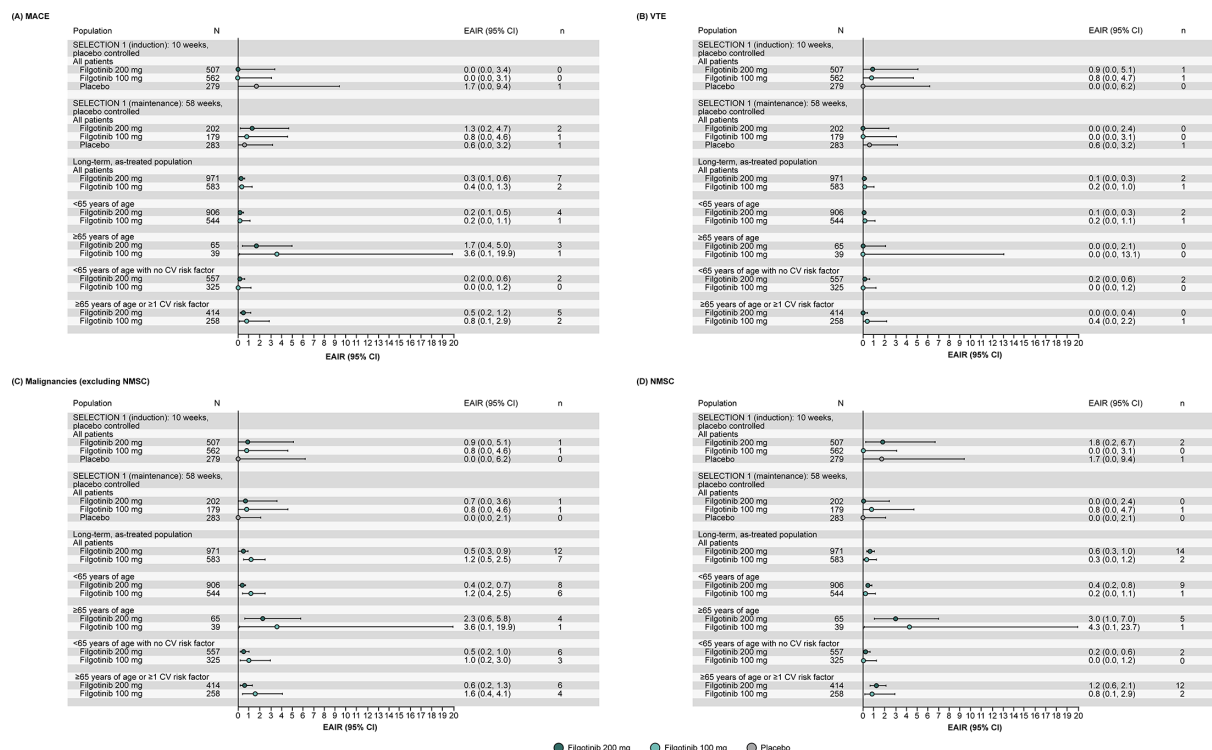 (A) MACE
Population N EAIR (95% CI) n
SELECTION 1 (induction): 10 weeks,
placebo controlled
All patients
Filgotinib 200 mg 507 0.0 (0.0, 3.4) 0
Filgotinib 100 mg 562 0.0 (0.0, 3.1) 0
Placebo 279 1.7 (0.0, 9.4) 1
SELECTION 1 (maintenance): 58 weeks,
placebo controlled
All patients
Filgotinib 200 mg 202 1.3 (0.2, 4.7) 2
Filgotinib 100 mg 179 0.8 (0.0, 4.6) 1
Placebo 283 0.6 (0.0, 3.2) 1
Long-term, as-treated population
All patients
Filgotinib 200 mg 971 0.3 (0.1, 0.6) 7
Filgotinib 100 mg 583 0.4 (0.0, 1.3) 2
<65 years of age
Filgotinib 200 mg 906 0.2 (0.1, 0.5) 4
Filgotinib 100 mg 544 0.2 (0.0, 1.1) 1
≥65 years of age
Filgotinib 200 mg 65 1.7 (0.4, 5.0) 3
Filgotinib 100 mg 39 3.6 (0.1, 19.9) 1
<65 years of age with no CV risk factor
Filgotinib 200 mg 557 0.2 (0.0, 0.6) 2
Filgotinib 100 mg 325 0.0 (0.0, 1.2) 0
≥65 years of age or ≥1 CV risk factor
Filgotinib 200 mg 414 0.5 (0.2, 1.2) 5
Filgotinib 100 mg 258 0.8 (0.1, 2.9) 2
0 1 2 3 4 5 6 7 8 9 10 11 12 13 14 15 16 17 18 19 20
EAIR (95% CI)
(B) VTE
Population N EAIR (95% CI) n
SELECTION 1 (induction): 10 weeks,
placebo controlled
All patients
Filgotinib 200 mg 507 0.9 (0.0, 5.1) 1
Filgotinib 100 mg 562 0.8 (0.0, 4.7) 1
Placebo 279 0.0 (0.0, 6.2) 0
SELECTION 1 (maintenance): 58 weeks,
placebo controlled
All patients
Filgotinib 200 mg 202 0.0 (0.0, 2.4) 0
Filgotinib 100 mg 179 0.0 (0.0, 3.1) 0
Placebo 283 0.6 (0.0, 3.2) 1
Long-term, as-treated population
All patients
Filgotinib 200 mg 971 0.1 (0.0, 0.3) 2
Filgotinib 100 mg 583 0.2 (0.0, 1.0) 1
<65 years of age
Filgotinib 200 mg 906 0.1 (0.0, 0.3) 2
Filgotinib 100 mg 544 0.2 (0.0, 1.1) 1
≥65 years of age
Filgotinib 200 mg 65 0.0 (0.0, 2.1) 0
Filgotinib 100 mg 39 0.0 (0.0, 13.1) 0
<65 years of age with no CV risk factor
Filgotinib 200 mg 557 0.2 (0.0, 0.6) 2
Filgotinib 100 mg 325 0 0 (0.0, 1.2) 0
≥65 years of age or ≥1 CV risk factor
Filgotinib 200 mg 414 0.0 (0.0, 0.4) 0
Filgotinib 100 mg 258 0.4 (0.0, 2.2) 1
0 1 2 3 4 5 6 7 8 9 10 11 12 13 14 15 16 17 18 19 20
EAIR (95% CI)
(C) Malignancies (excluding NMSC)
Population N EAIR (95% CI) n
SELECTION 1 (induction): 10 weeks,
placebo controlled
All patients
Filgotinib 200 mg 507 0.9 (0.0, 5.1) 1
Filgotinib 100 mg 562 0.8 (0.0, 4.6) 1
Placebo 279 0.0 (0.0, 6.2) 0
SELECTION 1 (maintenance): 58 weeks,
placebo controlled
All patients
Filgotinib 200 mg 202 0.7 (0.0, 3.6) 1
Filgotinib 100 mg 179 0.8 (0.0, 4.6) 1
Placebo 283 0.0 (0.0, 2.1) 0
Long-term, as-treated population
All patients
Filgotinib 200 mg 971 0.5 (0.3, 0.9) 12
Filgotinib 100 mg 583 1.2 (0.5, 2.5) 7
<65 years of age
Filgotinib 200 mg 906 0.4 (0.2, 0.7) 8
Filgotinib 100 mg 544 1.2 (0.4, 2.5) 6
≥65 years of age
Filgotinib 200 mg 65 2.3 (0.6, 5.8) 4
Filgotinib 100 mg 39 3.6 (0.1, 19.9) 1
<65 years of age with no CV risk factor
Filgotinib 200 mg 557 0.5 (0.2, 1.0) 6
Filgotinib 100 mg 325 1.0 (0.2, 3.0) 3
≥65 years of age or ≥1 CV risk factor
Filgotinib 200 mg 414 0.6 (0.2, 1.3) 6
Filgotinib 100 mg 258 1.6 (0.4, 4.1) 4
0 1 2 3 4 5 6 7 8 9 10 11 12 13 14 15 16 17 18 19 20
EAIR (95% CI)
(D) NMSC
Population N EAIR (95% CI) n
SELECTION 1 (induction): 10 weeks,
placebo controlled
All patients
Filgotinib 200 mg 507 1.8 (0.2, 6.7) 2
Filgotinib 100 mg 562 0.0 (0.0, 3.1) 0
Placebo 279 1.7 (0.0, 9.4) 1
SELECTION 1 (maintenance): 58 weeks,
placebo controlled
All patients
Filgotinib 200 mg 202 0.0 (0.0, 2.4) 0
Filgotinib 100 mg 179 0.8 (0.0, 4.7) 1
Placebo 283 0.0 (0.0, 2.1) 0
Long-term, as-treated population
All patients
Filgotinib 200 mg 971 0.6 (0.3, 1.0) 14
Filgotinib 100 mg 583 0.3 (0.0, 1.2) 2
<65 years of age
Filgotinib 200 mg 906 0.4 (0.2, 0.8) 9
Filgotinib 100 mg 544 0.2 (0.0, 1.1) 1
≥65 years of age
Filgotinib 200 mg 65 3.0 (1.0, 7.0) 5
Filgotinib 100 mg 39 4.3 (0.1, 23.7) 1
<65 years of age with no CV risk factor
Filgotinib 200 mg 557 0.2 (0.0, 0.6) 2
Filgotinib 100 mg 325 0.0 (0.0, 1.2) 0
≥65 years of age or ≥1 CV risk factor
Filgotinib 200 mg 414 1.2 (0.6, 2.1) 12
Filgotinib 100 mg 258 0.8 (0.1, 2.9) 2
0 1 2 3 4 5 6 7 8 9 10 11 12 13 14 15 16 17 18 19 20
EAIR (95% CI)
Filgotinib 200 mg Filgotinib 100 mg Placebo